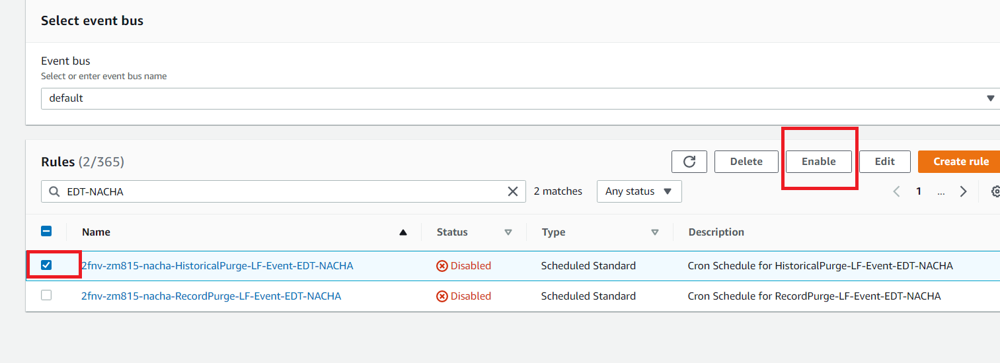 Select event bus
Event bus
Select or enter event bus name
default
Rules (2/365)
Delete
Enable
Edit
Create rule
EDT-NACHA
2 matches
Any status
1
...
Name
Status
Type
Description
2fnv-zm815-nacha-HistoricalPurge-LF-Event-EDT-NACHA
Disabled
Scheduled Standard
Cron Schedule for HistoricalPurge-LF-Event-EDT-NACHA
2fnv-zm815-nacha-RecordPurge-LF-Event-EDT-NACHA
Disabled
Scheduled Standard
Cron Schedule for RecordPurge-LF-Event-EDT-NACHA